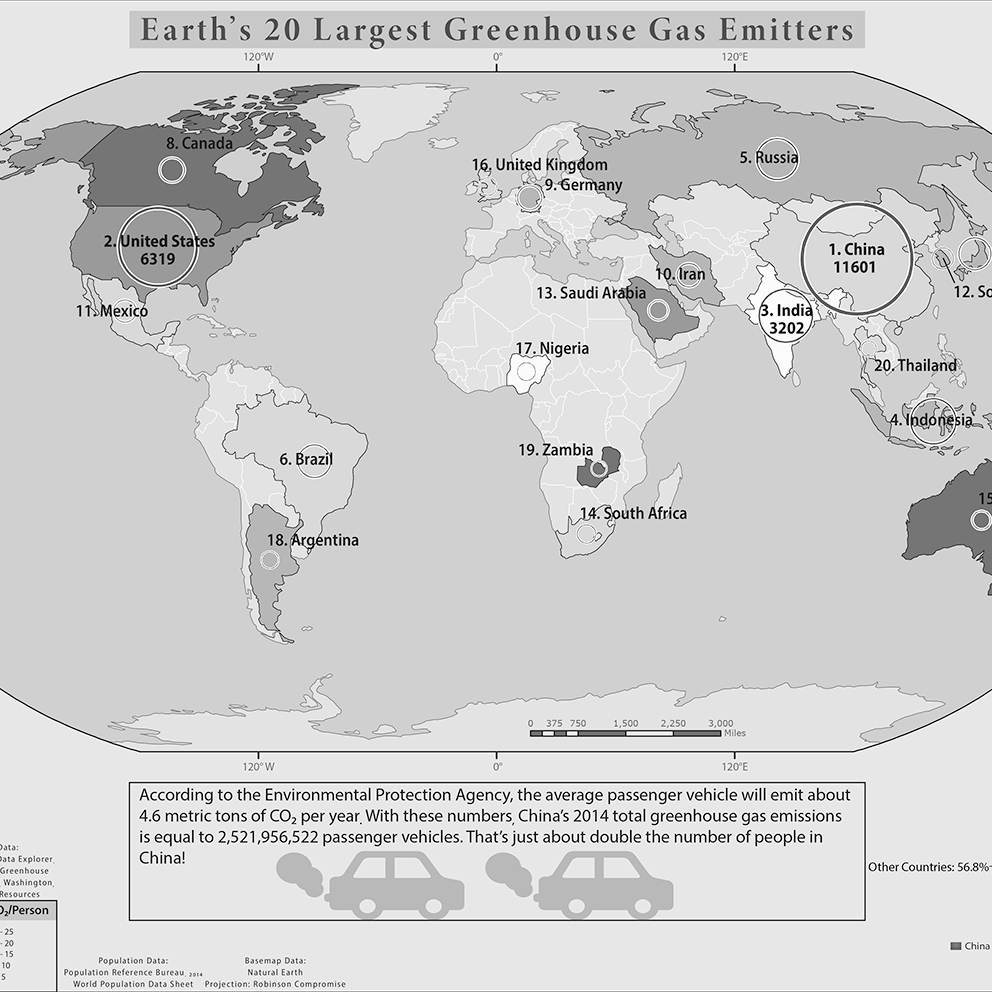 Earth's 20 Largest Greenhouse Gas Emitters
120°W 0° 120°E
8. Canada
16. United Kingdom
5. Russia
9. Germany
2. United States
6319
1. China
11601
10. Iran
13. Saudi Arabia
12. So
11. Mexico
3. India
3202
17. Nigeria
20. Thailand
4. Indonesia
19. Zambia
6. Brazil
15
14. South Africa
18. Argentina
0 375 750 1,500 2,250 3,000
Miles
120°W 0° 120°E
According to the Environmental Protection Agency, the average passenger vehicle will emit about
4.6 metric tons of CO₂ per year. With these numbers, China's 2014 total greenhouse gas emissions
is equal to 2,521,956,522 passenger vehicles. That's just about double the number of people in
China!
Data:
Data Explorer,
Greenhouse
, Washington,
Resources
O₂/Person
- 25
- 20
- 15
10
5
Other Countries: 56.8%
China
Population Data:
Population Reference Bureau, 2014
World Population Data Sheet
Basemap Data:
Natural Earth
Projection: Robinson Compromise